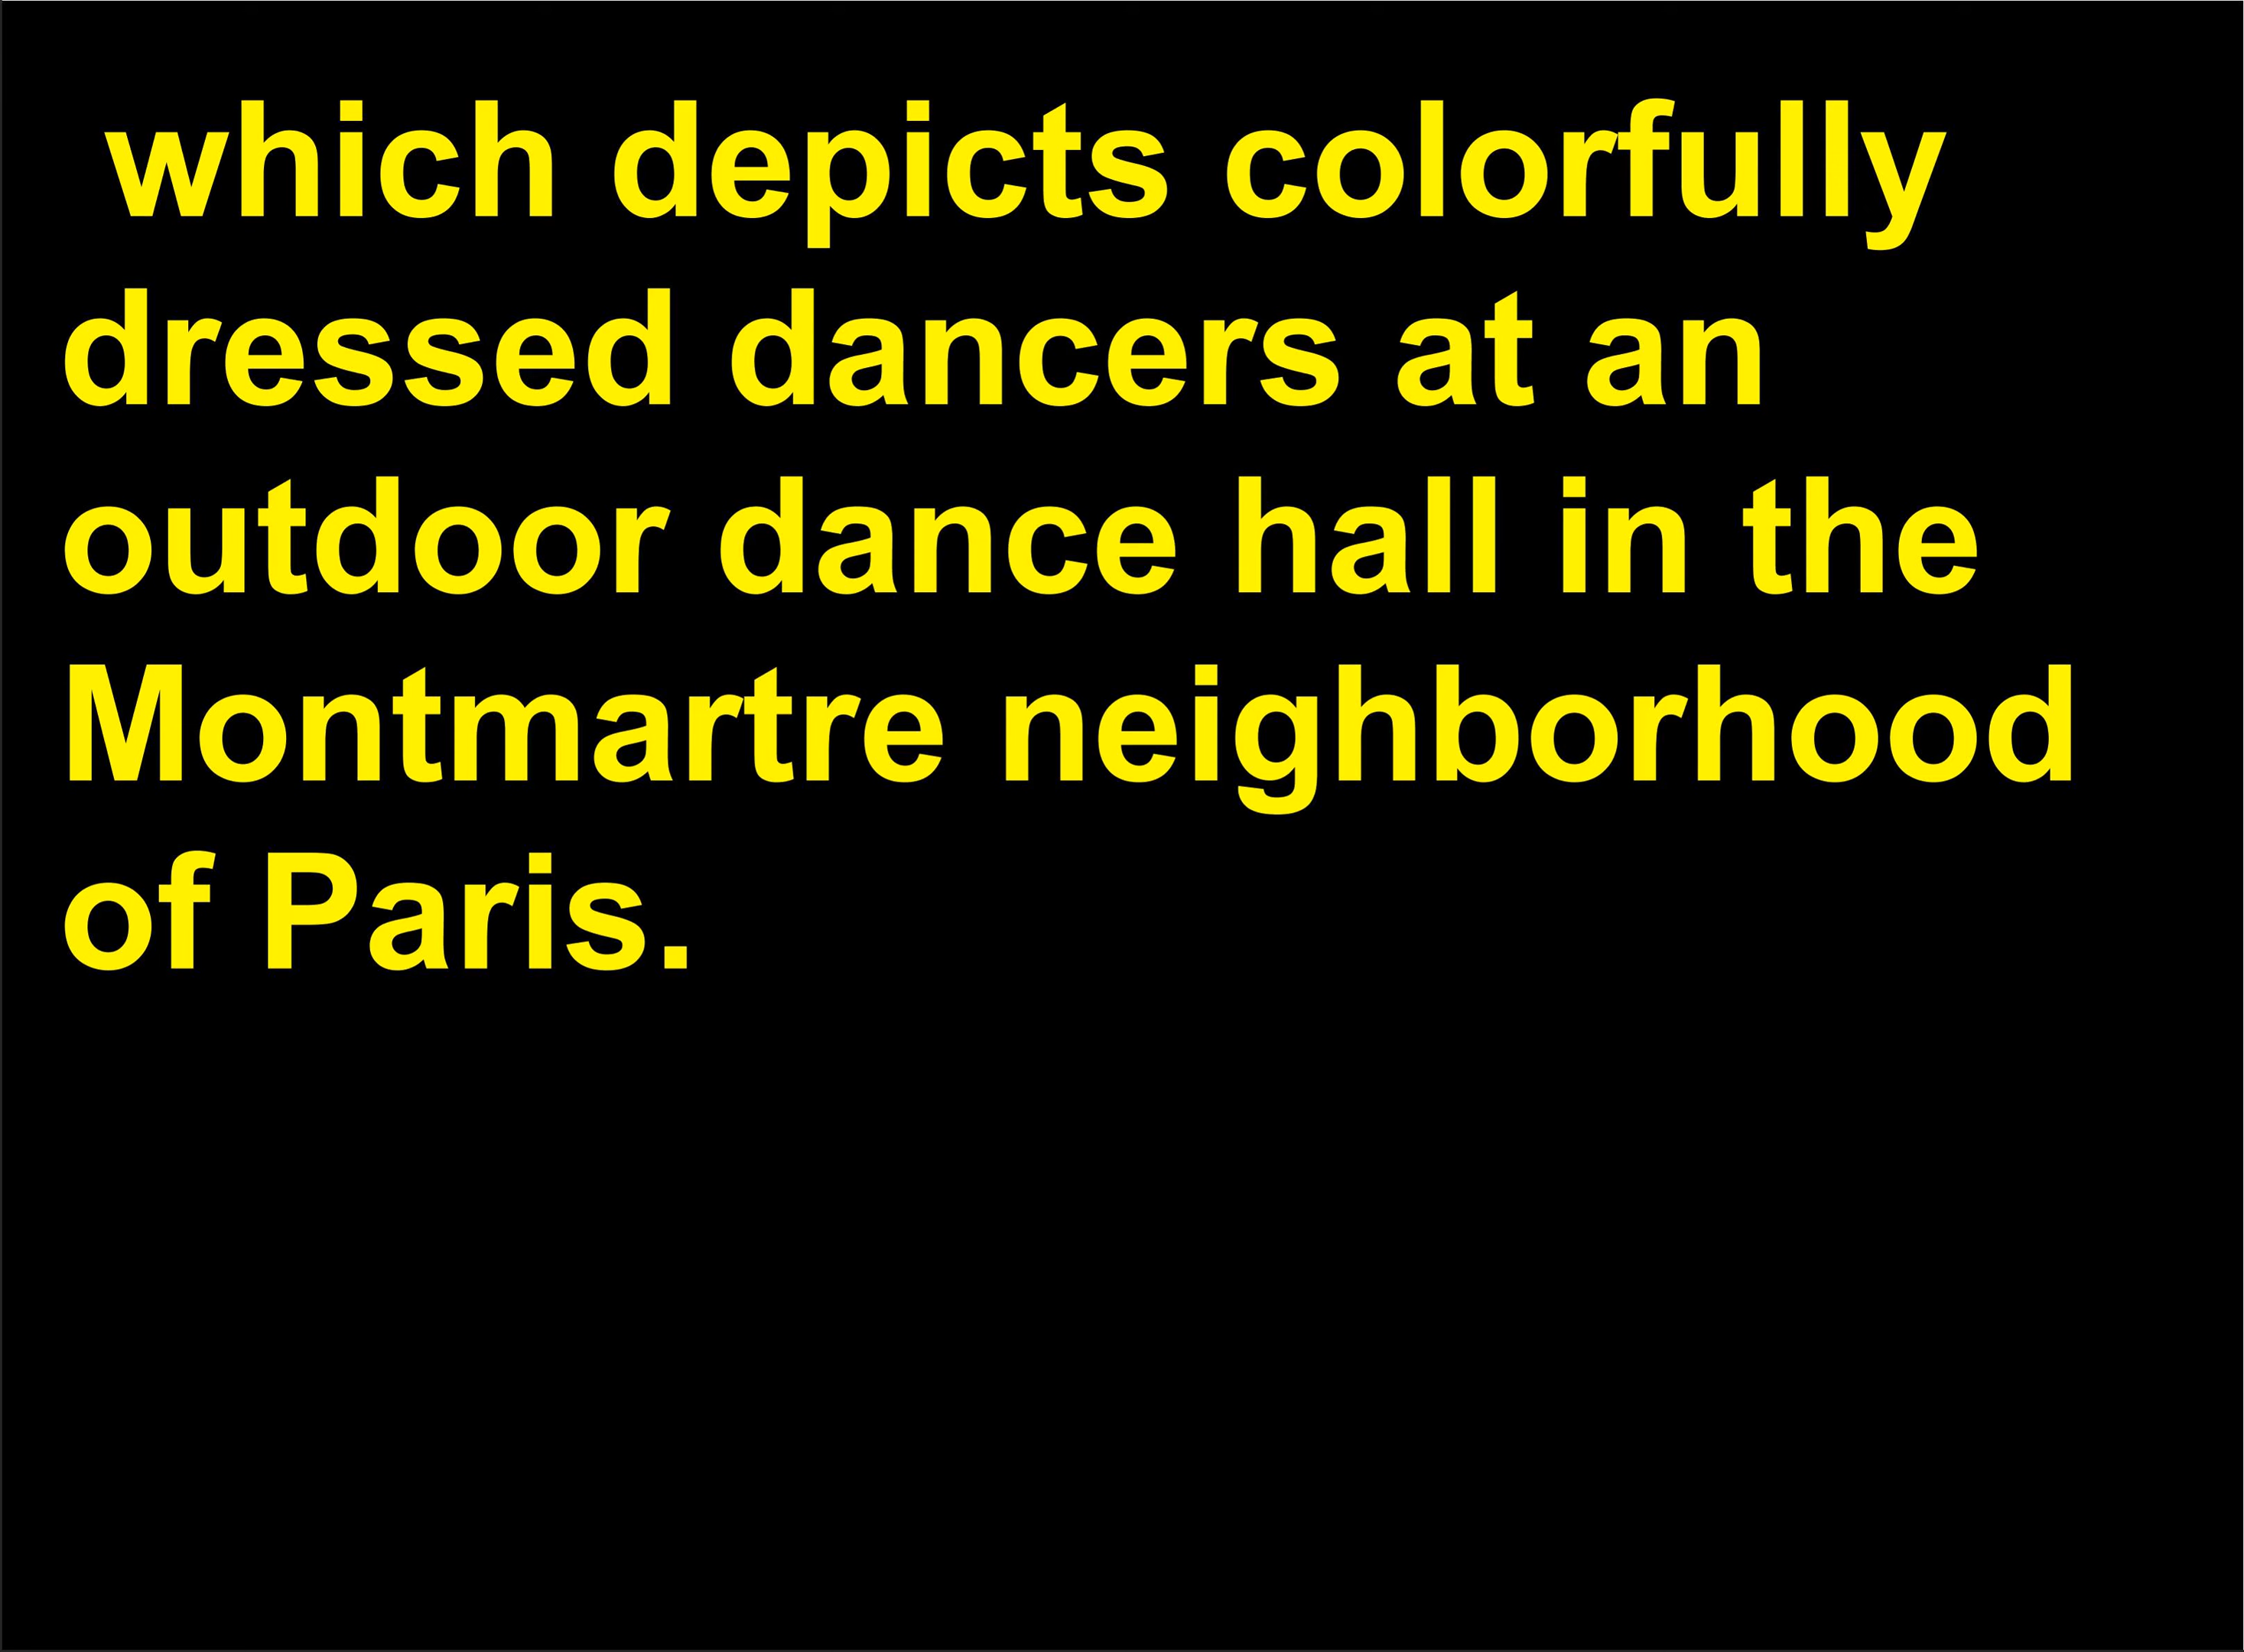 which depicts colorfully
dressed dancers at an
outdoor dance hall in the
Montmartre neighborhood
of Paris.